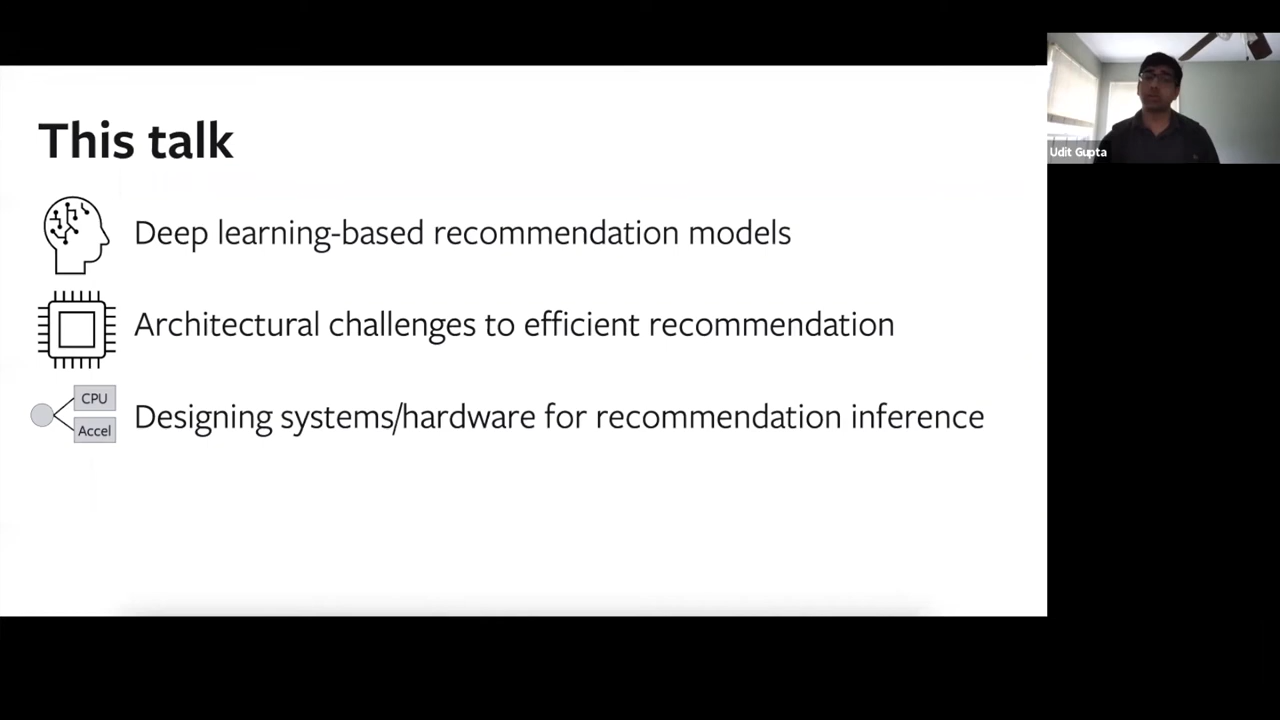 This talk
Deep learning-based recommendation models
Architectural challenges to efficient recommendation
CPU
Accel
Designing systems/hardware for recommendation inference
Udit Gupta